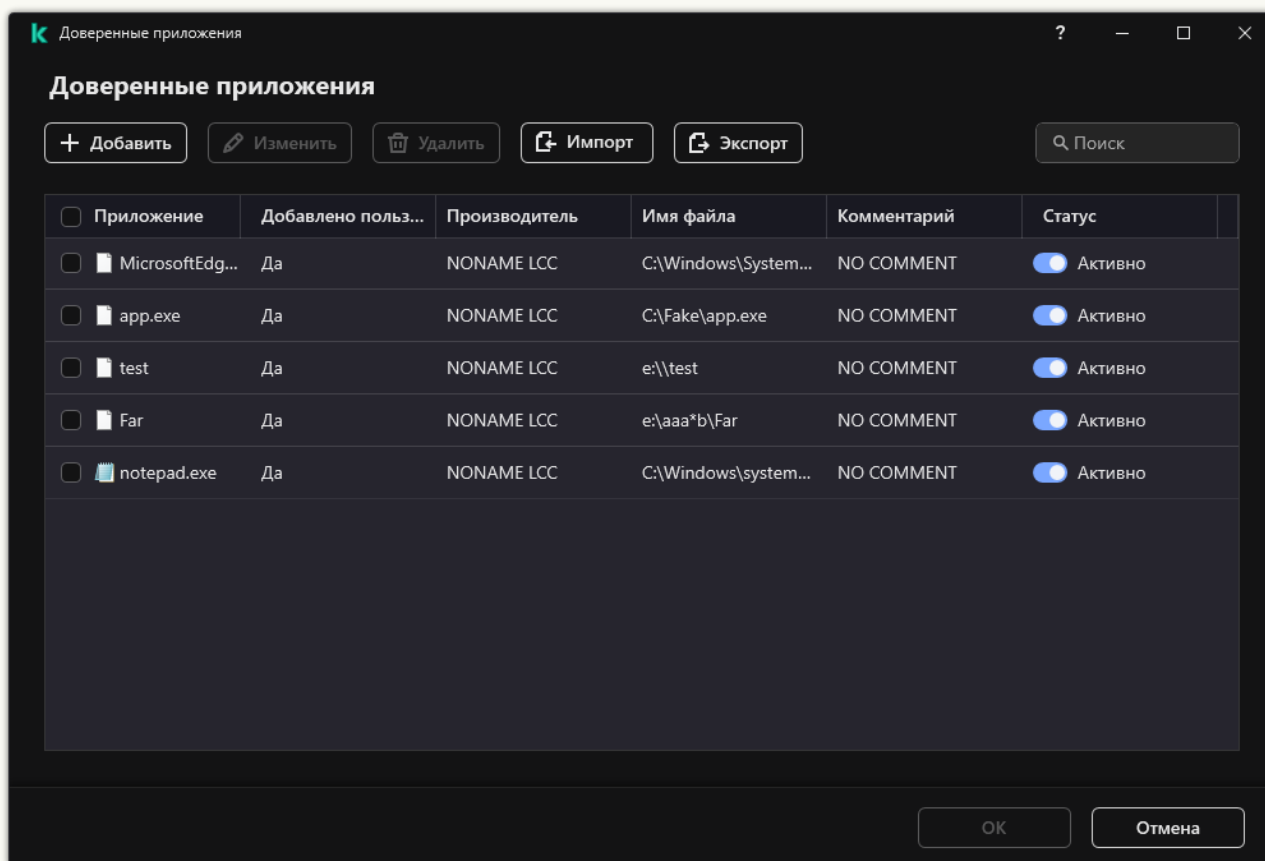 Доверенные приложения ?
Доверенные приложения
Добавить Изменить Удалить Импорт Экспорт Поиск
Приложение Добавлено польз... Производитель Имя файла Комментарий Статус
MicrosoftEdg... Да NONAME LCC C:\Windows\System... NO COMMENT Активно
app.exe Да NONAME LCC C:\Fake\app.exe NO COMMENT Активно
test Да NONAME LCC e:\\test NO COMMENT Активно
Far Да NONAME LCC e:\aaa*b\Far NO COMMENT Активно
notepad.exe Да NONAME LCC C:\Windows\system... NO COMMENT Активно
ОК Отмена